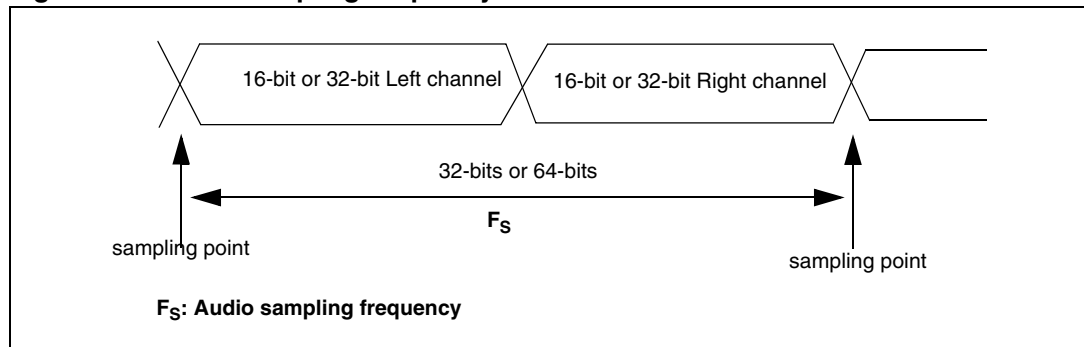 16-bit or 32-bit Left channel
16-bit or 32-bit Right channel
32-bits or 64-bits
FS
sampling point
sampling point
FS: Audio sampling frequency